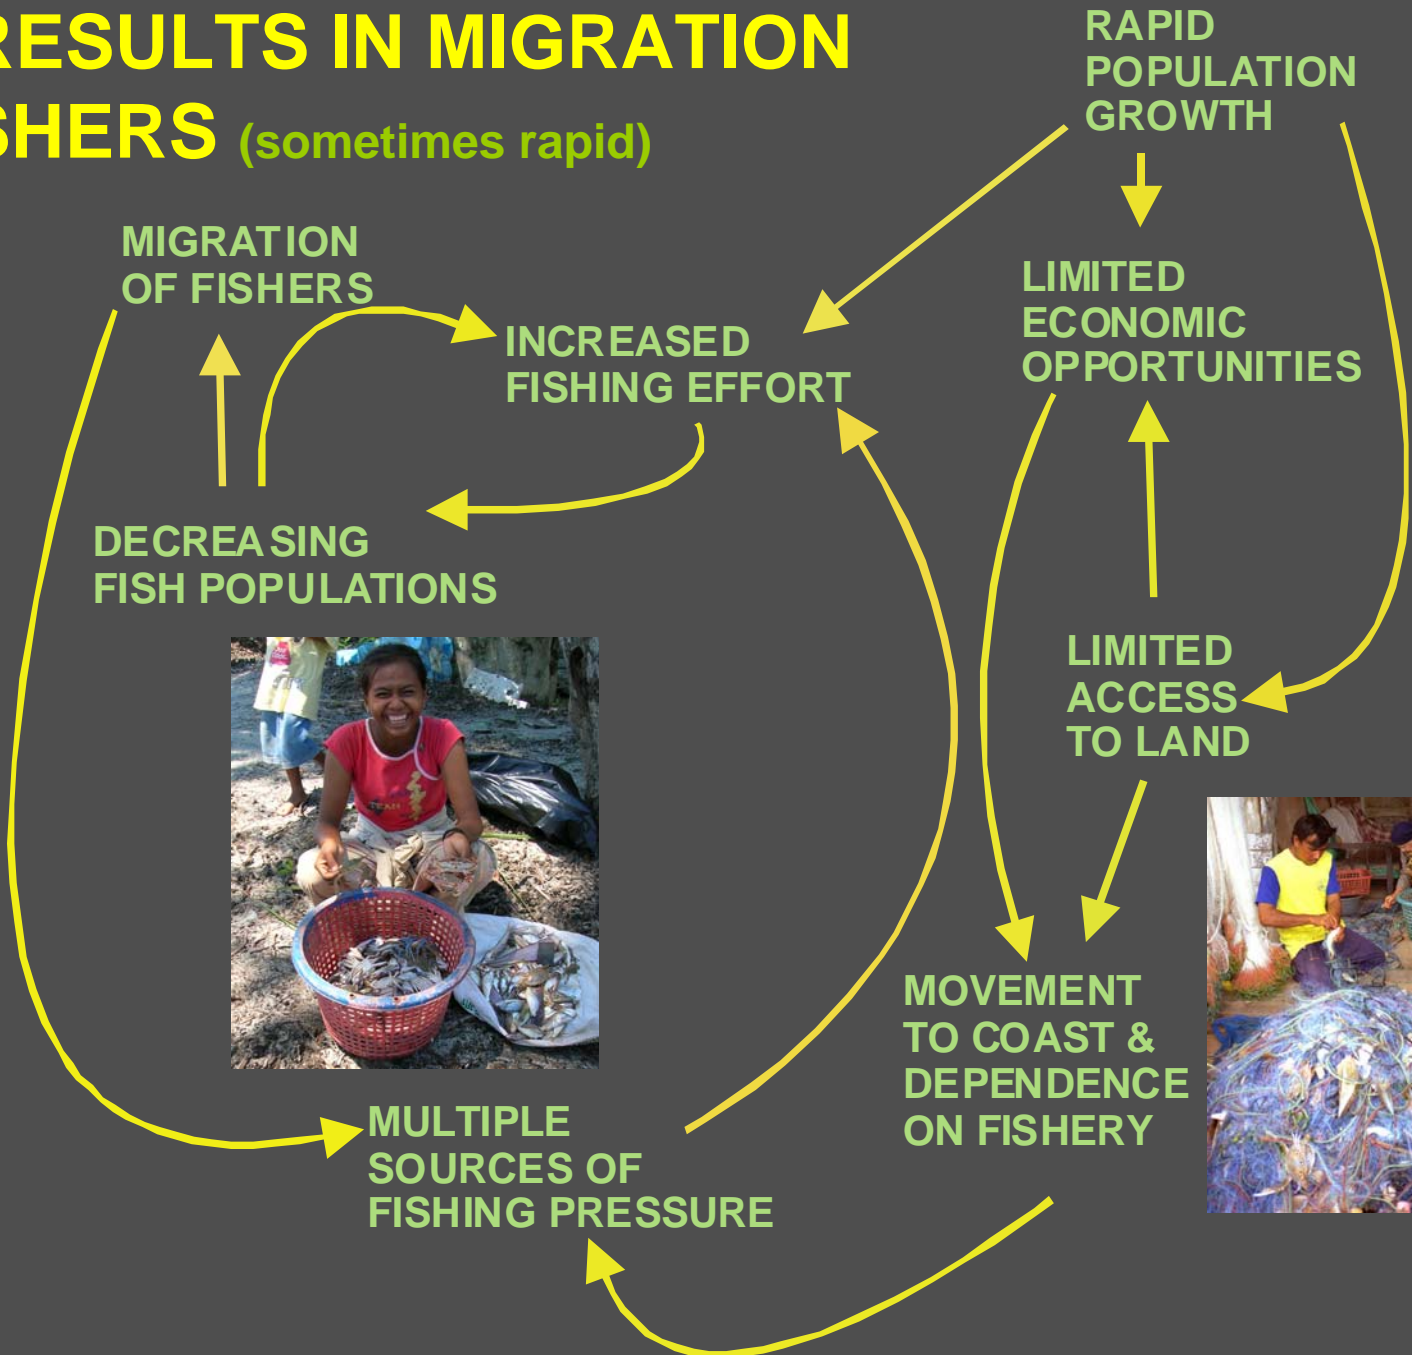 RESULTS IN MIGRATION
SHERS (sometimes rapid)
RAPID
POPULATION
GROWTH
MIGRATION
OF FISHERS
LIMITED
ECONOMIC
OPPORTUNITIES
INCREASED
FISHING EFFORT
DECREASING
FISH POPULATIONS
LIMITED
ACCESS
TO LAND
MOVEMENT
TO COAST &
DEPENDENCE
ON FISHERY
MULTIPLE
SOURCES OF
FISHING PRESSURE